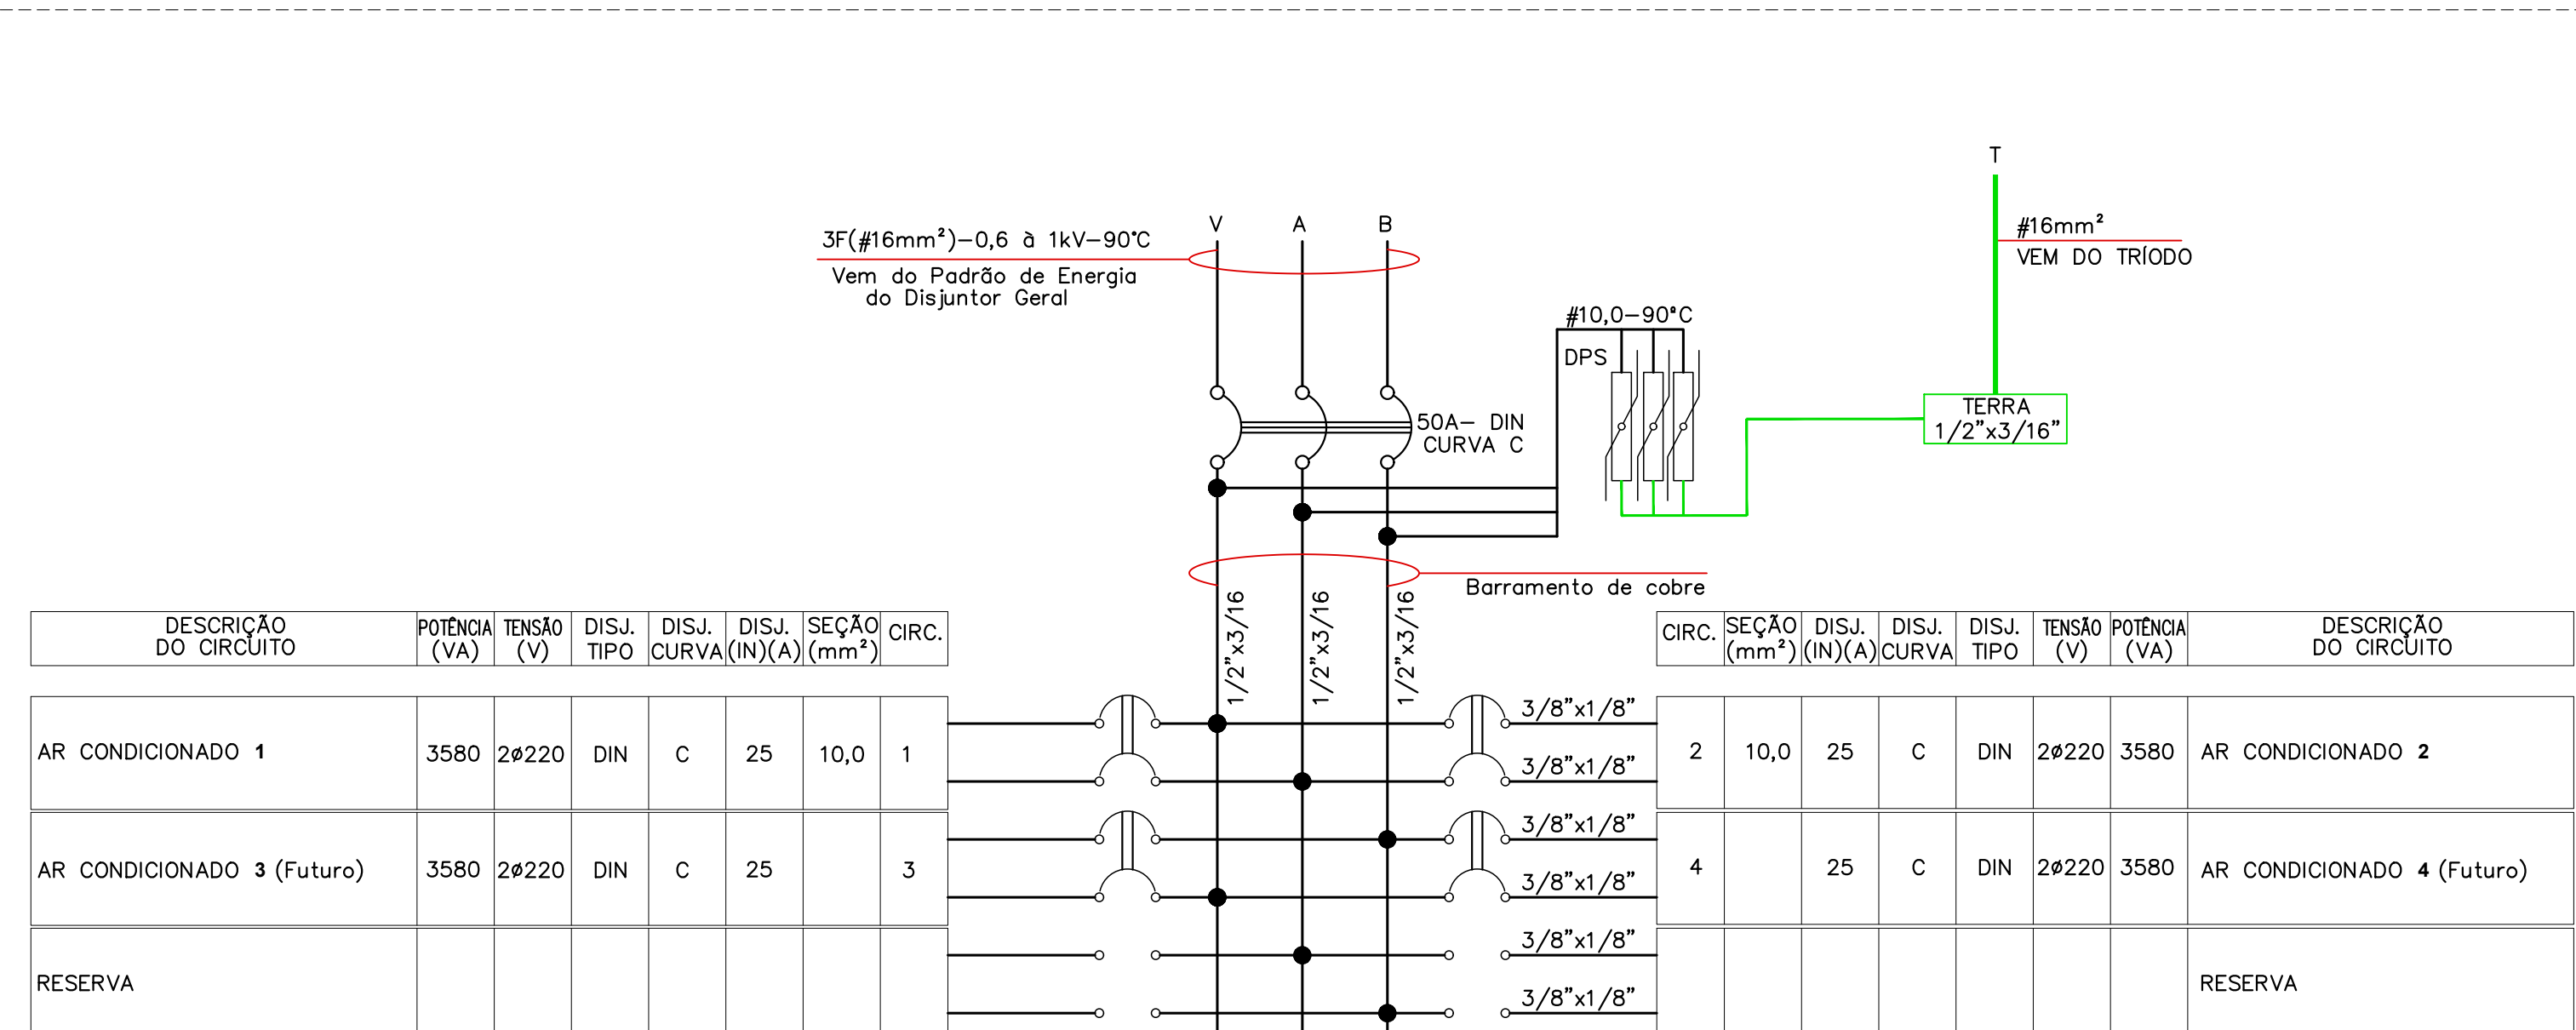 T
#16mm²
VEM DO TRÍODO
V A B
3F(#16mm²)-0,6 à 1kV-90°C
Vem do Padrão de Energia
do Disjuntor Geral
#10,0-90°C
DPS
TERRA
1/2"x3/16"
50A- DIN
CURVA C
Barramento de cobre
1/2"x3/16
1/2"x3/16
1/2"x3/16
DESCRIÇÃO DO CIRCUITO POTÊNCIA (VA) TENSÃO (V) DISJ. TIPO DISJ. CURVA DISJ. (IN)(A) SEÇÃO (mm²) CIRC.
CIRC. SEÇÃO (mm²) DISJ. (IN)(A) DISJ. CURVA DISJ. TIPO TENSÃO (V) POTÊNCIA (VA) DESCRIÇÃO DO CIRCUITO
AR CONDICIONADO 1 3580 2ø220 DIN C 25 10,0 1
3/8"x1/8"
3/8"x1/8"
2 10,0 25 C DIN 2ø220 3580 AR CONDICIONADO 2
AR CONDICIONADO 3 (Futuro) 3580 2ø220 DIN C 25 3
3/8"x1/8"
3/8"x1/8"
4 25 C DIN 2ø220 3580 AR CONDICIONADO 4 (Futuro)
RESERVA
3/8"x1/8"
3/8"x1/8"
RESERVA